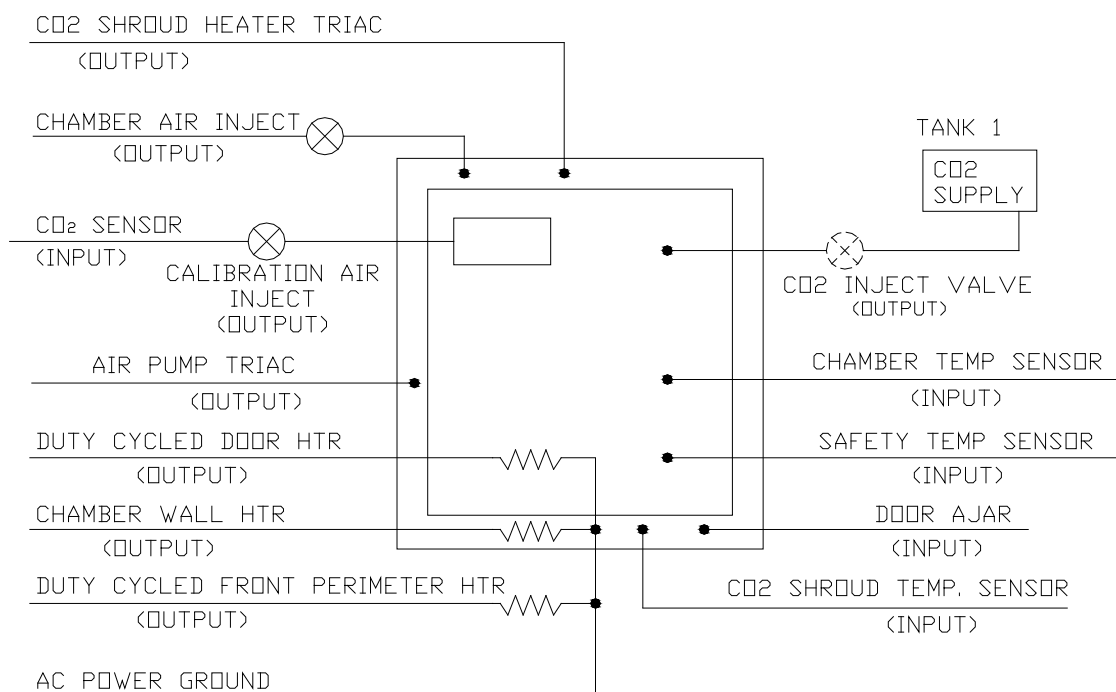 CO2 SHROUD HEATER TRIAC
(OUTPUT)
CHAMBER AIR INJECT
(OUTPUT)
TANK 1
CO2
SUPPLY
CO₂ SENSOR
(INPUT)
CALIBRATION AIR
INJECT
(OUTPUT)
CO2 INJECT VALVE
(OUTPUT)
AIR PUMP TRIAC
(OUTPUT)
CHAMBER TEMP SENSOR
(INPUT)
DUTY CYCLED DOOR HTR
(OUTPUT)
SAFETY TEMP SENSOR
(INPUT)
CHAMBER WALL HTR
(OUTPUT)
DOOR AJAR
(INPUT)
DUTY CYCLED FRONT PERIMETER HTR
(OUTPUT)
CO2 SHROUD TEMP. SENSOR
(INPUT)
AC POWER GROUND